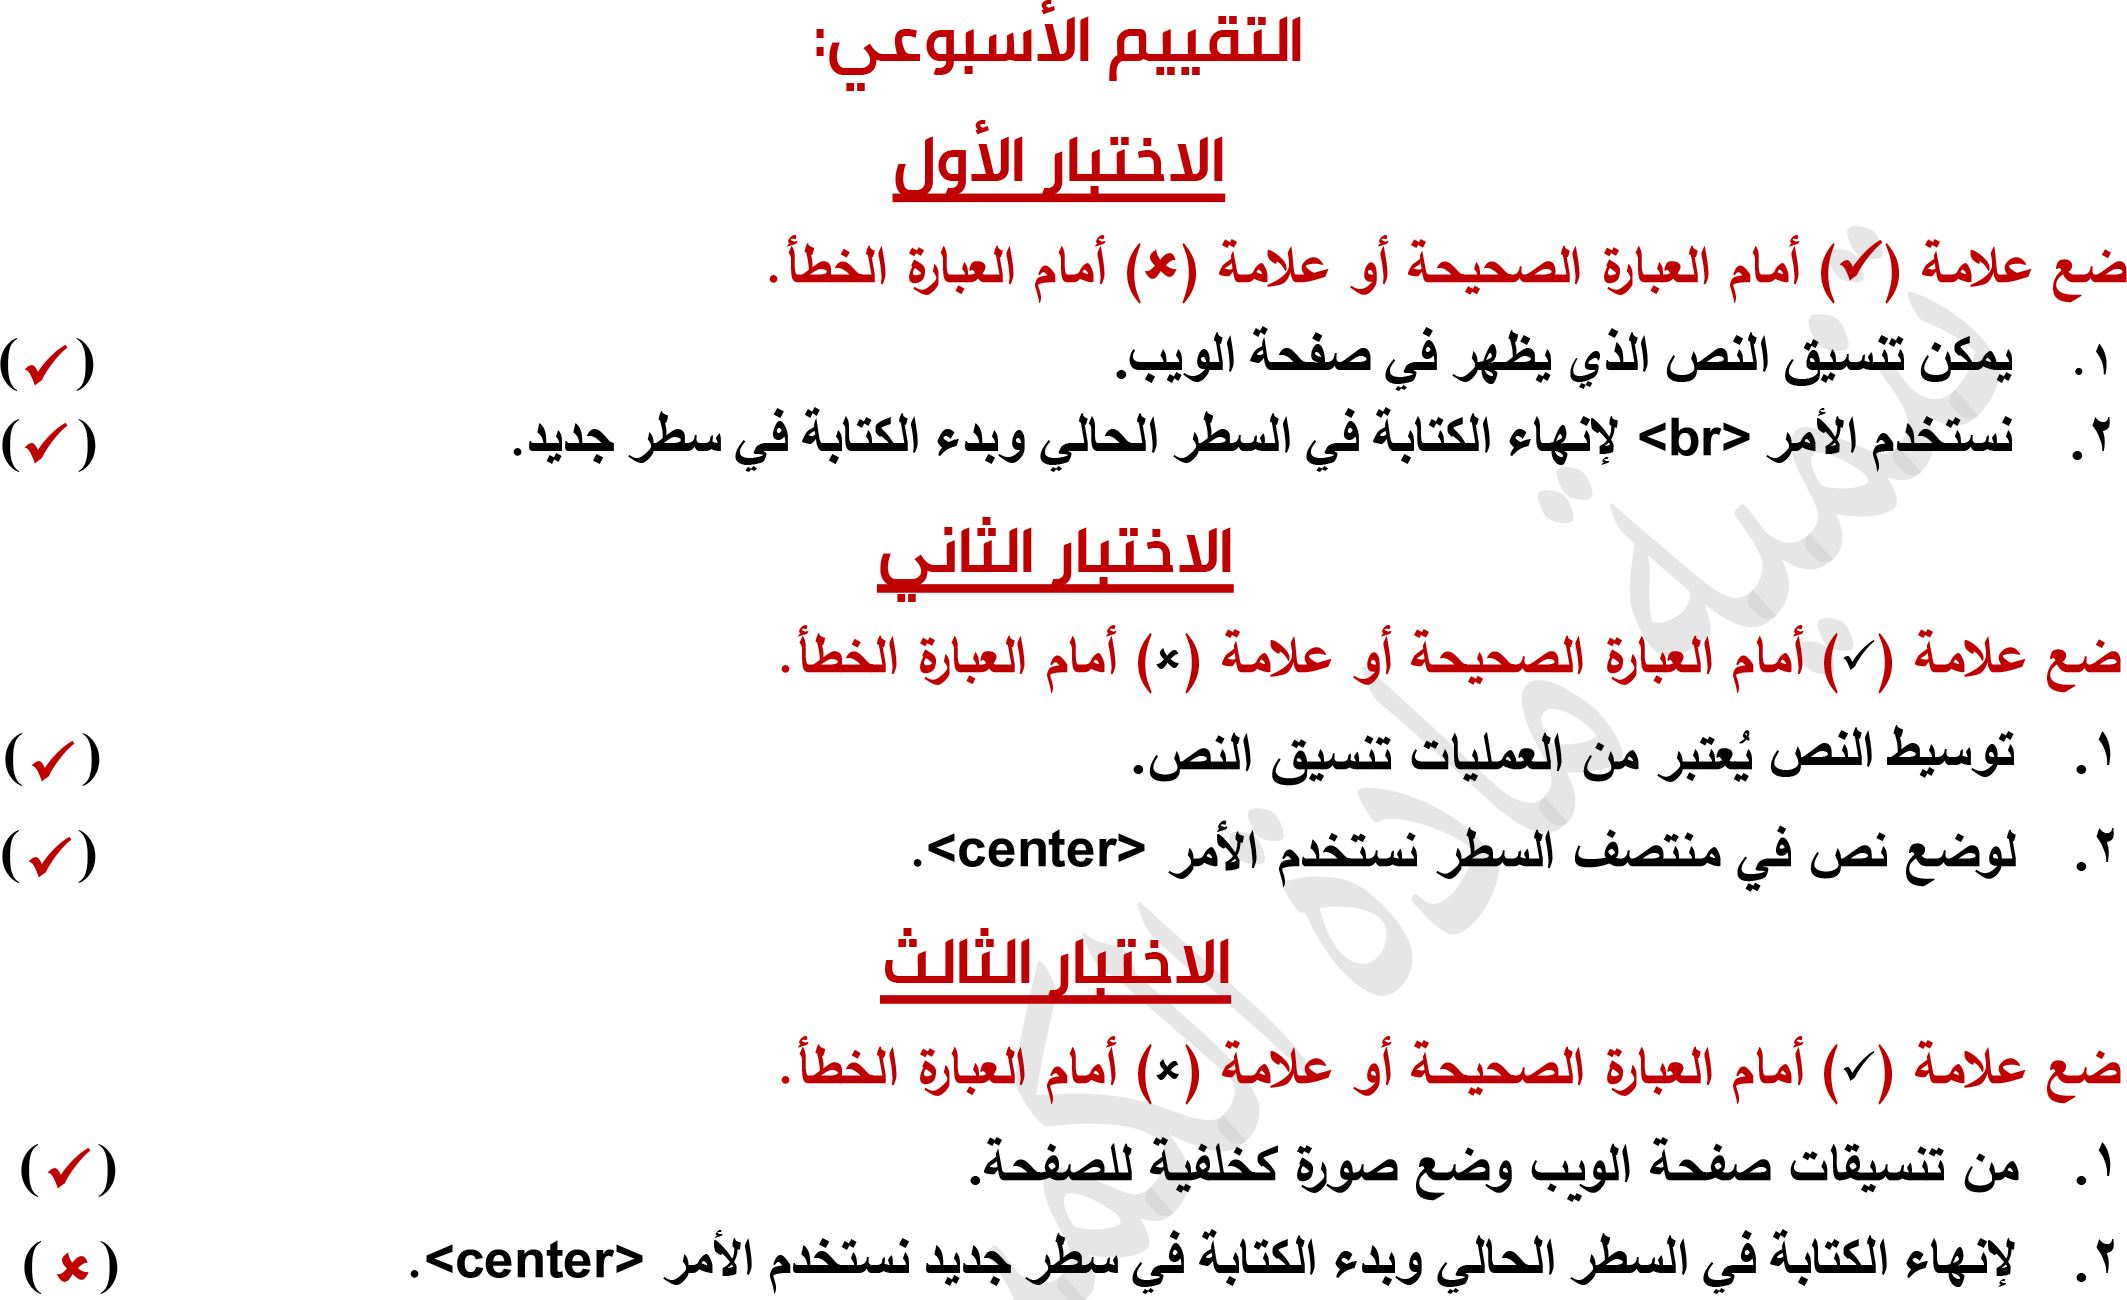 التقييم الأسبوعي:
الاختبار الأول
ضع علامة (✓) أمام العبارة الصحيحة أو علامة (×) أمام العبارة الخطأ.
١. يمكن تنسيق النص الذي يظهر في صفحة الويب. (✓)
٢. نستخدم الأمر <br> لإنهاء الكتابة في السطر الحالي وبدء الكتابة في سطر جديد. (✓)
الاختبار الثاني
ضع علامة (✓) أمام العبارة الصحيحة أو علامة (×) أمام العبارة الخطأ.
١. توسيط النص يُعتبر من العمليات تنسيق النص. (✓)
٢. لوضع نص في منتصف السطر نستخدم الأمر <center>. (✓)
الاختبار الثالث
ضع علامة (✓) أمام العبارة الصحيحة أو علامة (×) أمام العبارة الخطأ.
١. من تنسيقات صفحة الويب وضع صورة كخلفية للصفحة. (✓)
٢. لإنهاء الكتابة في السطر الحالي وبدء الكتابة في سطر جديد نستخدم الأمر <center>. (×)